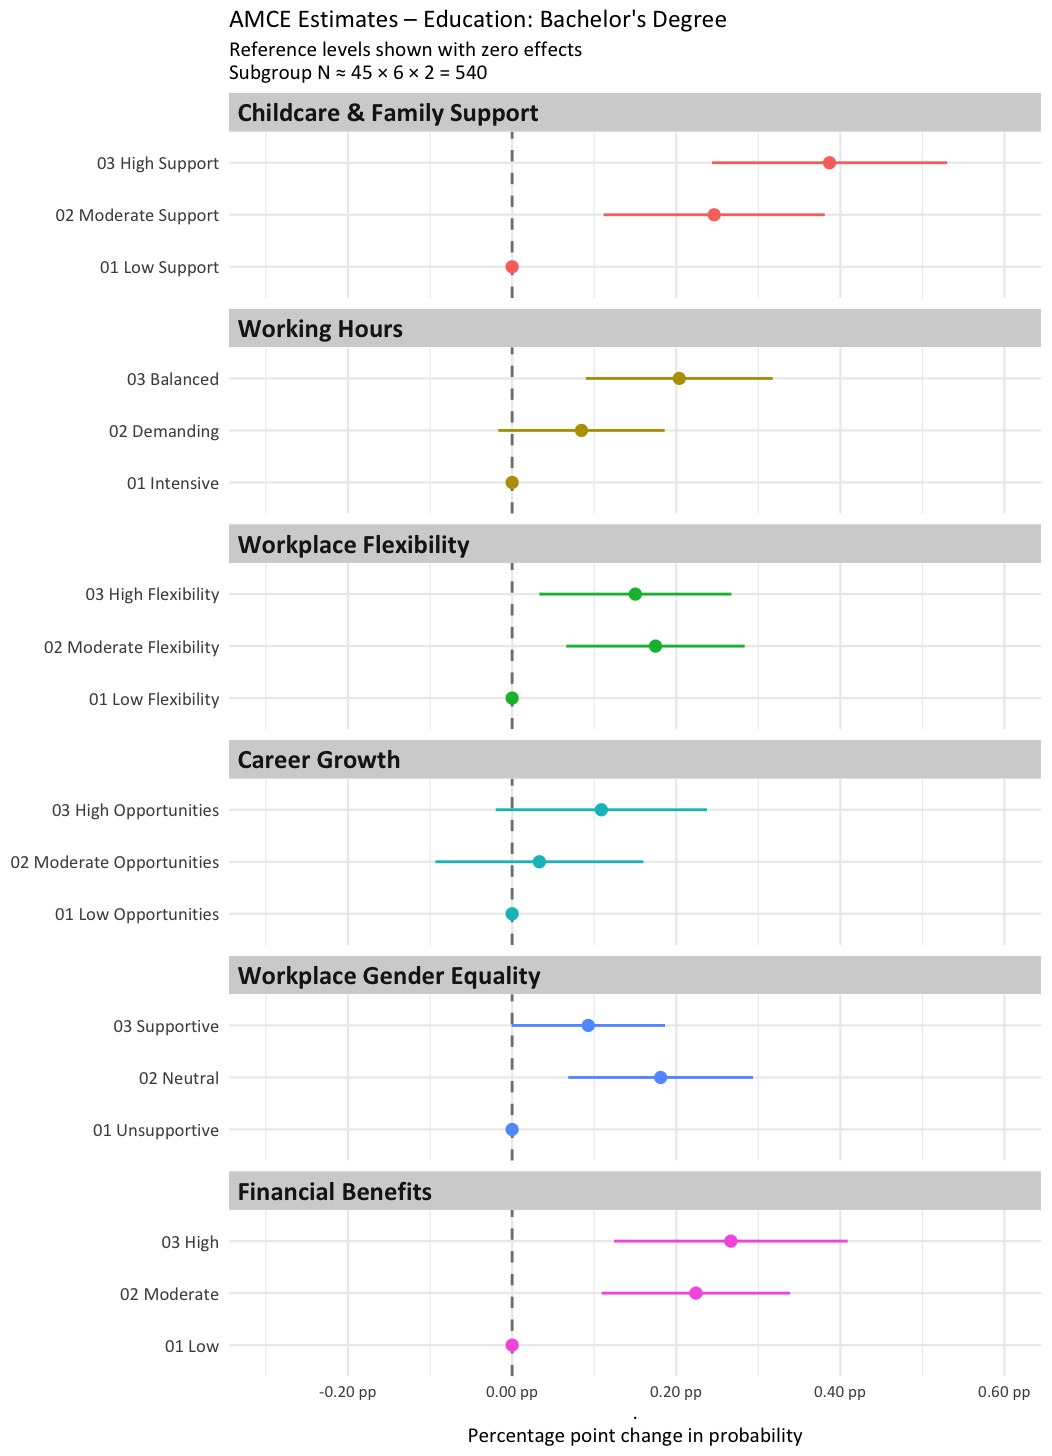 AMCE Estimates – Education: Bachelor's Degree
Reference levels shown with zero effects
Subgroup N ≈ 45 × 6 × 2 = 540
Childcare & Family Support
03 High Support
02 Moderate Support
01 Low Support
Working Hours
03 Balanced
02 Demanding
01 Intensive
Workplace Flexibility
03 High Flexibility
02 Moderate Flexibility
01 Low Flexibility
Career Growth
03 High Opportunities
02 Moderate Opportunities
01 Low Opportunities
Workplace Gender Equality
03 Supportive
02 Neutral
01 Unsupportive
Financial Benefits
03 High
02 Moderate
01 Low
-0.20 pp 0.00 pp 0.20 pp 0.40 pp 0.60 pp
.
Percentage point change in probability